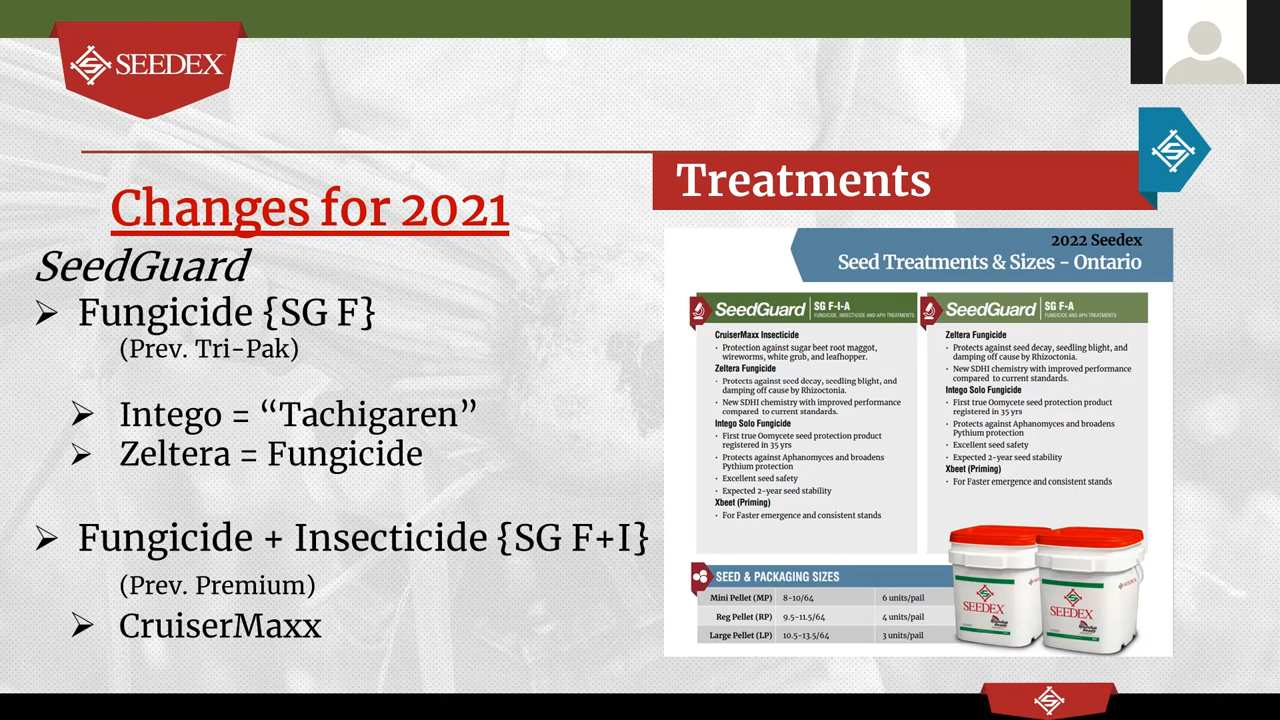 SEEDEX
Treatments
Changes for 2021
SeedGuard
Fungicide {SG F}
(Prev. Tri-Pak)
Intego = “Tachigaren”
Zeltera = Fungicide
Fungicide + Insecticide {SG F+I}
(Prev. Premium)
CruiserMaxx
2022 Seedex
Seed Treatments & Sizes - Ontario
SeedGuard SG F-I-A
FUNGICIDE, INSECTICIDE AND APH TREATMENTS
CruiserMaxx Insecticide
• Protection against sugar beet root maggot,
wireworms, white grub, and leafhopper.
Zeltera Fungicide
• Protects against seed decay, seedling blight, and
damping off cause by Rhizoctonia.
• New SDHI chemistry with improved performance
compared to current standards.
Intego Solo Fungicide
• First true Oomycete seed protection product
registered in 35 yrs
• Protects against Aphanomyces and broadens
Pythium protection
• Excellent seed safety
• Expected 2-year seed stability
Xbeet (Priming)
• For Faster emergence and consistent stands
SeedGuard SG F-A
FUNGICIDE AND APH TREATMENTS
Zeltera Fungicide
• Protects against seed decay, seedling blight, and
damping off cause by Rhizoctonia.
• New SDHI chemistry with improved performance
compared to current standards.
Intego Solo Fungicide
• First true Oomycete seed protection product
registered in 35 yrs
• Protects against Aphanomyces and broadens
Pythium protection
• Excellent seed safety
• Expected 2-year seed stability
Xbeet (Priming)
• For Faster emergence and consistent stands
SEED & PACKAGING SIZES
Mini Pellet (MP) 8-10/64 6 units/pail
Reg Pellet (RP) 9.5-11.5/64 4 units/pail
Large Pellet (LP) 10.5-13.5/64 3 units/pail
SEEDEX
SEEDEX